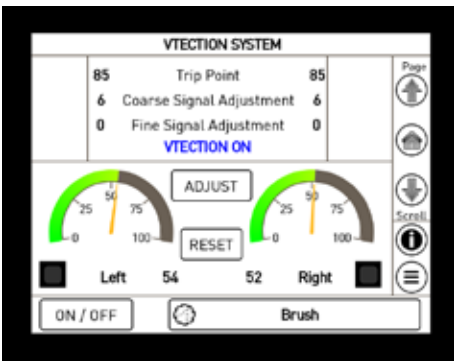 VTECTION SYSTEM
Page
85 Trip Point 85
6 Coarse Signal Adjustment 6
0 Fine Signal Adjustment 0
VTECTION ON
ADJUST
0 25 50 75 100
0 25 50 75 100
RESET
Scroll
Left 54 52 Right
ON / OFF
Brush